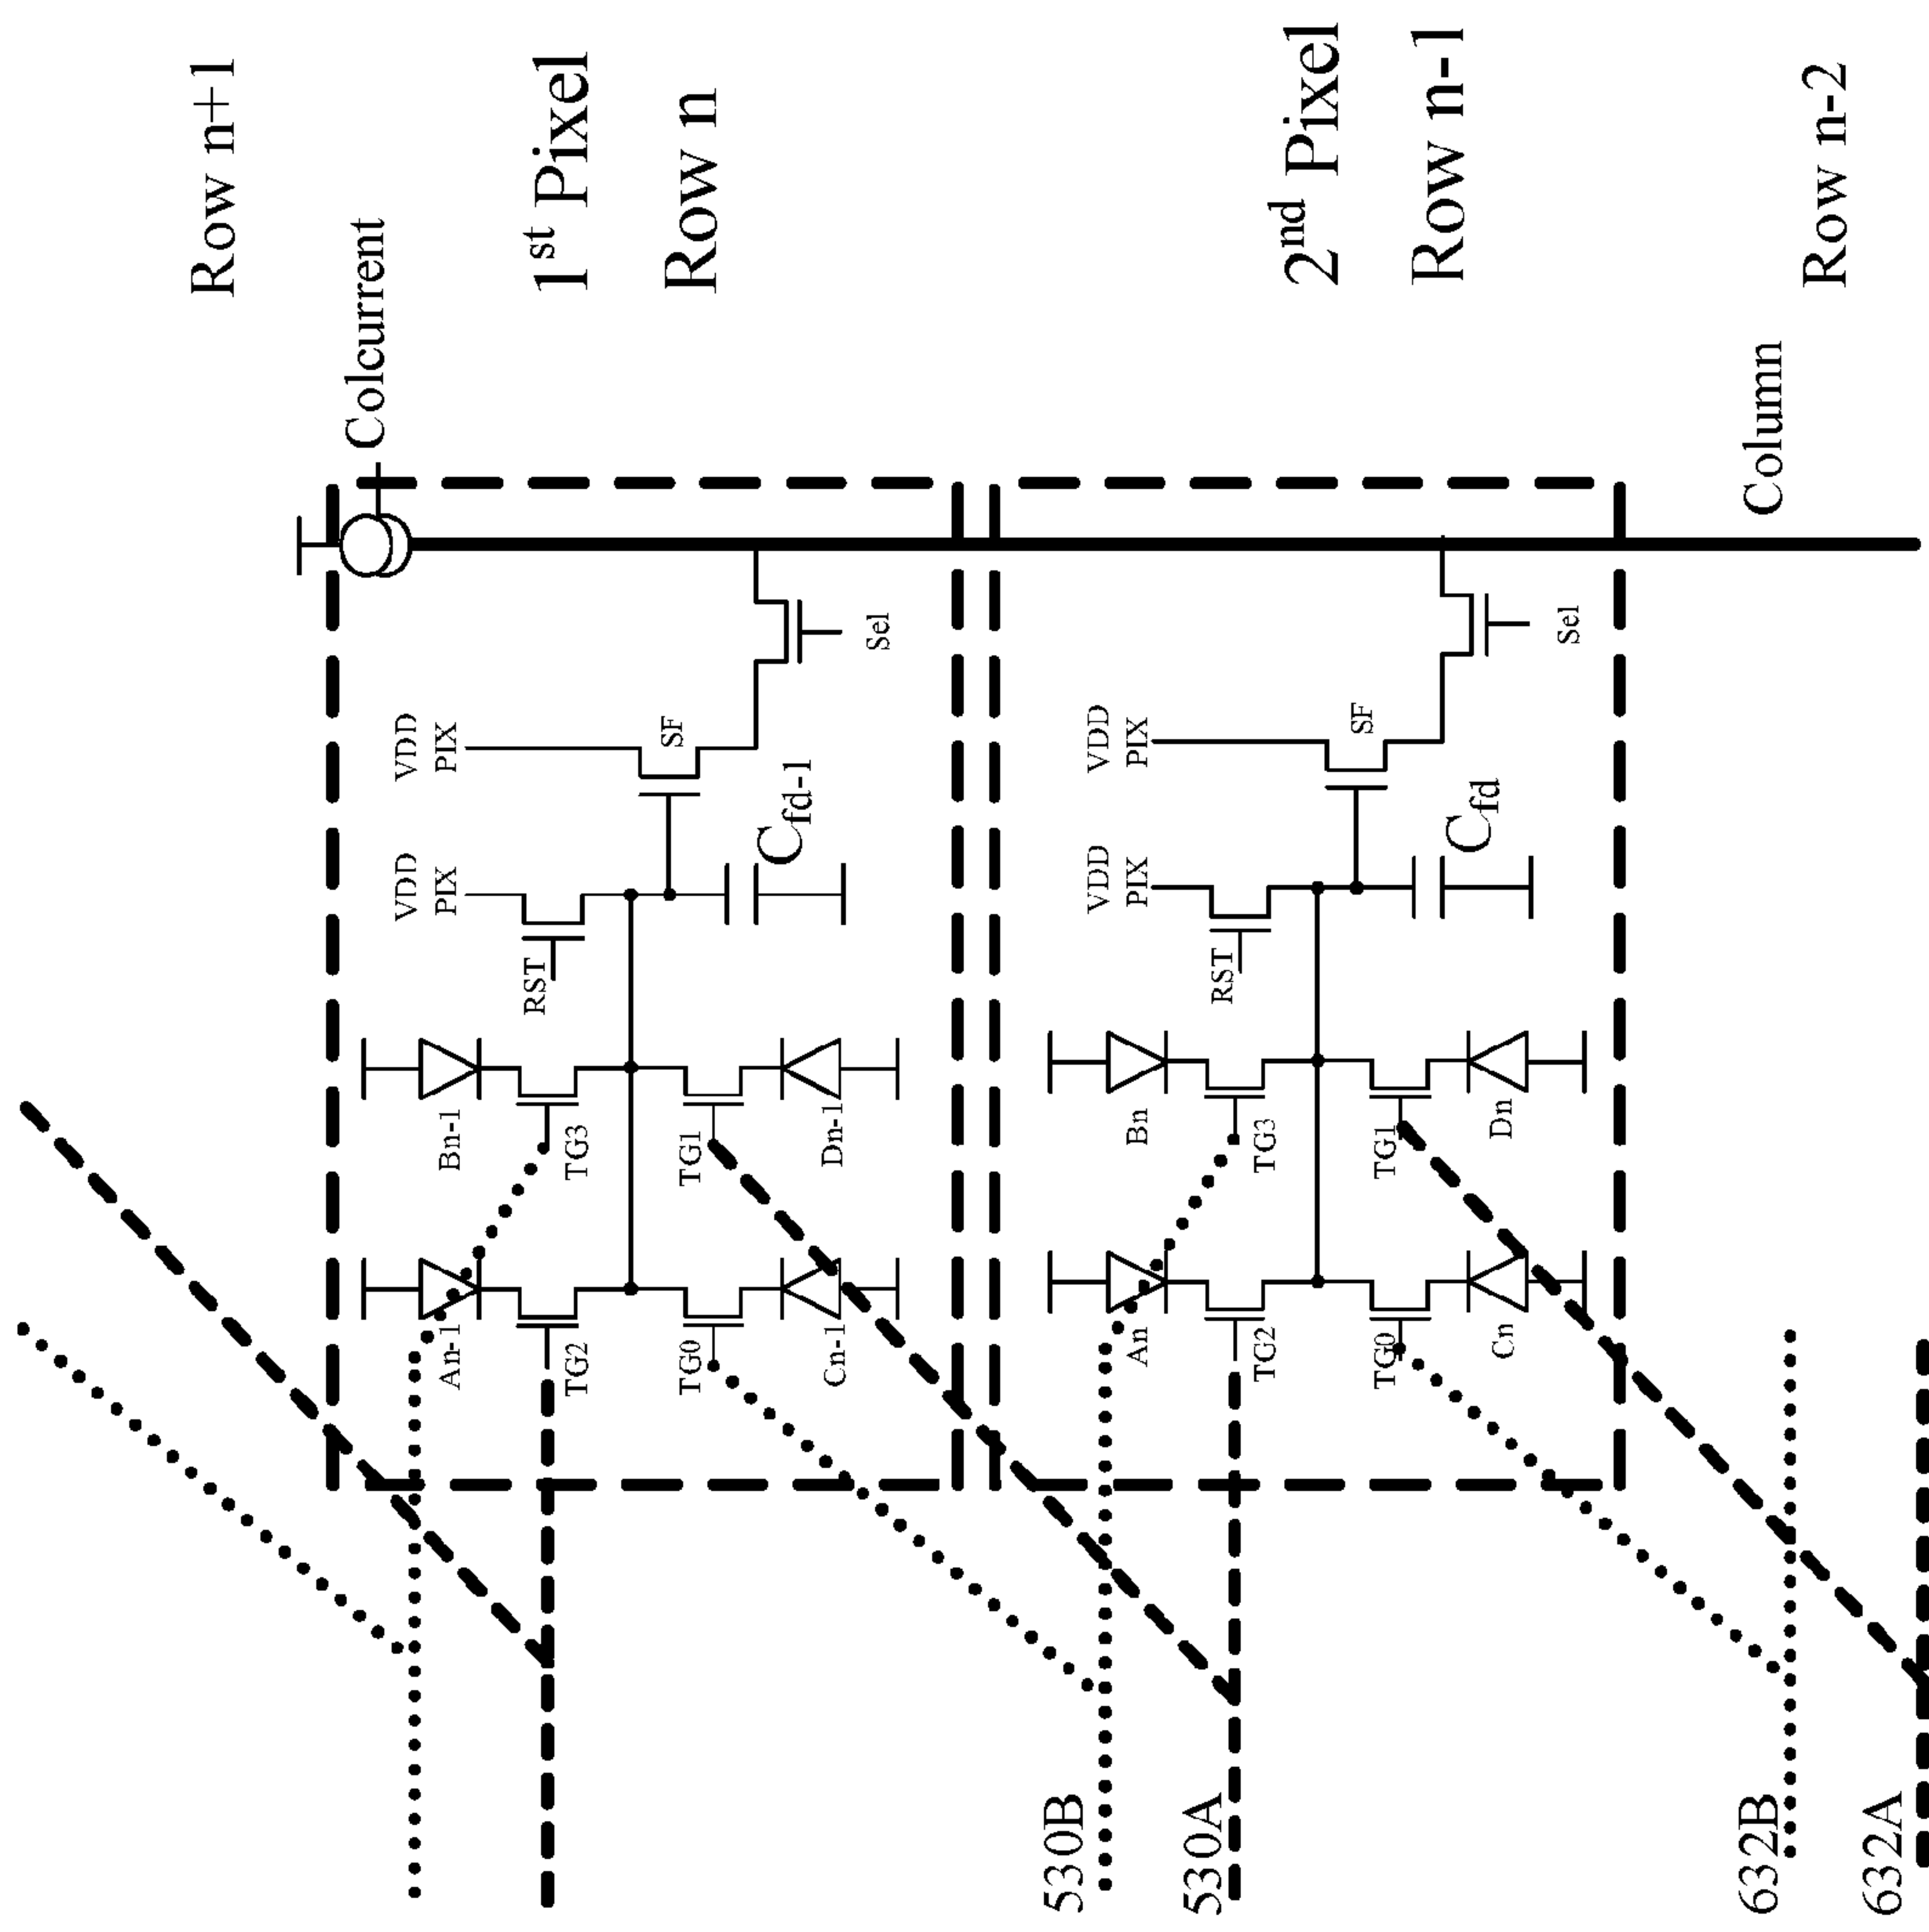 Row n+1
Colcurrent
1st Pixel
Row n
VDD
PIX
VDD
PIX
SF
Sel
RST
Cfd-1
Bn-1
TG3
TG1
Dn-1
An-1
TG2
TG0
Cn-1
2nd Pixel
Row n-1
VDD
PIX
VDD
PIX
SF
Sel
RST
Cfd
Bn
TG3
TG1
Dn
An
TG2
TG0
Cn
530B
530A
Row n-2
Column
632B
632A